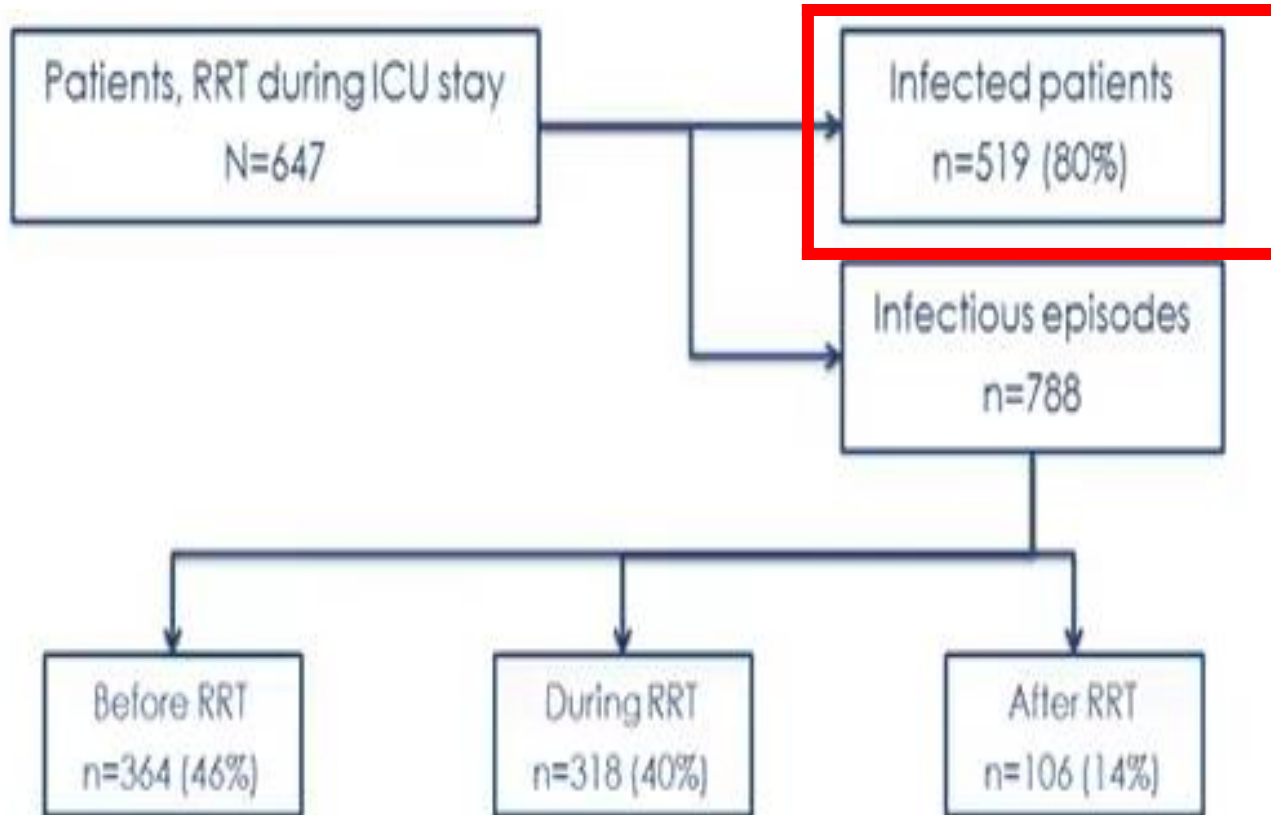 Patients, RRT during ICU stay
N=647
Infected patients
n=519 (80%)
Infectious episodes
n=788
Before RRT
n=364 (46%)
During RRT
n=318 (40%)
After RRT
n=106 (14%)